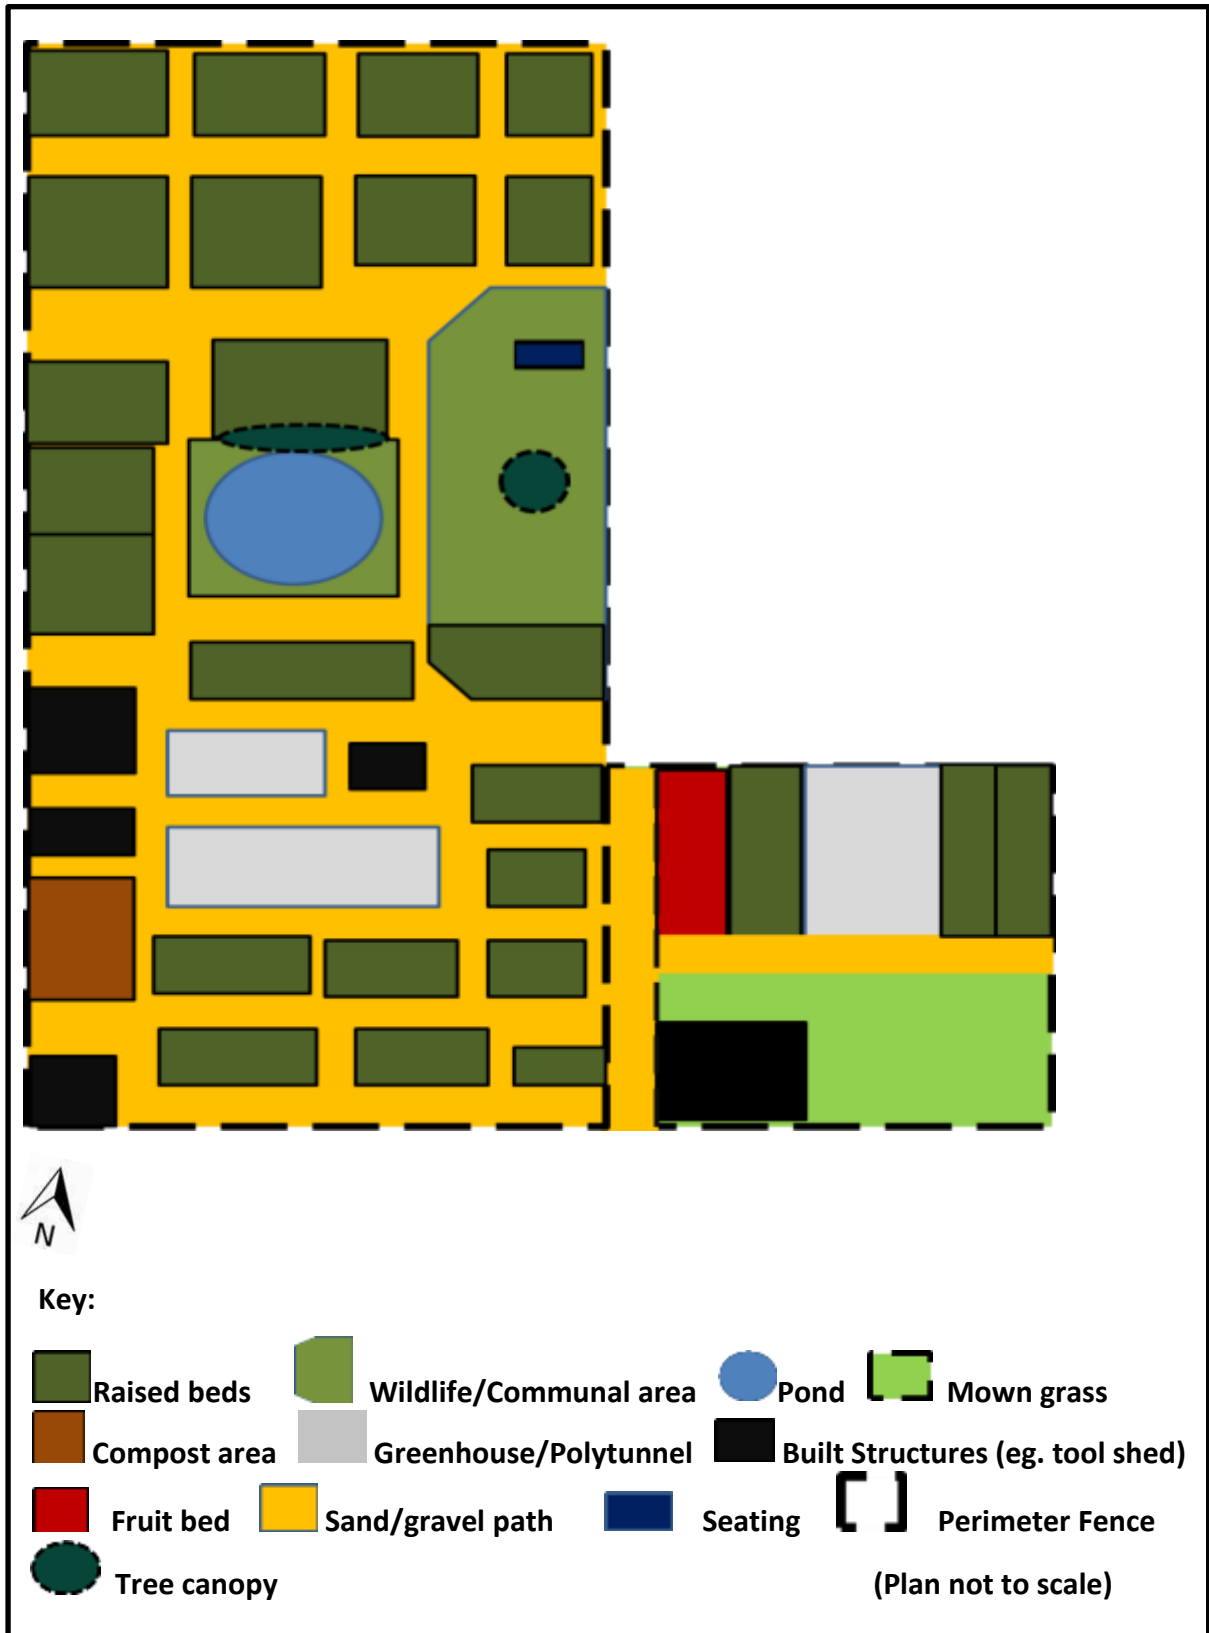 N
Key:
Raised beds Wildlife/Communal area Pond Mown grass
Compost area Greenhouse/Polytunnel Built Structures (eg. tool shed)
Fruit bed Sand/gravel path Seating Perimeter Fence
Tree canopy (Plan not to scale)